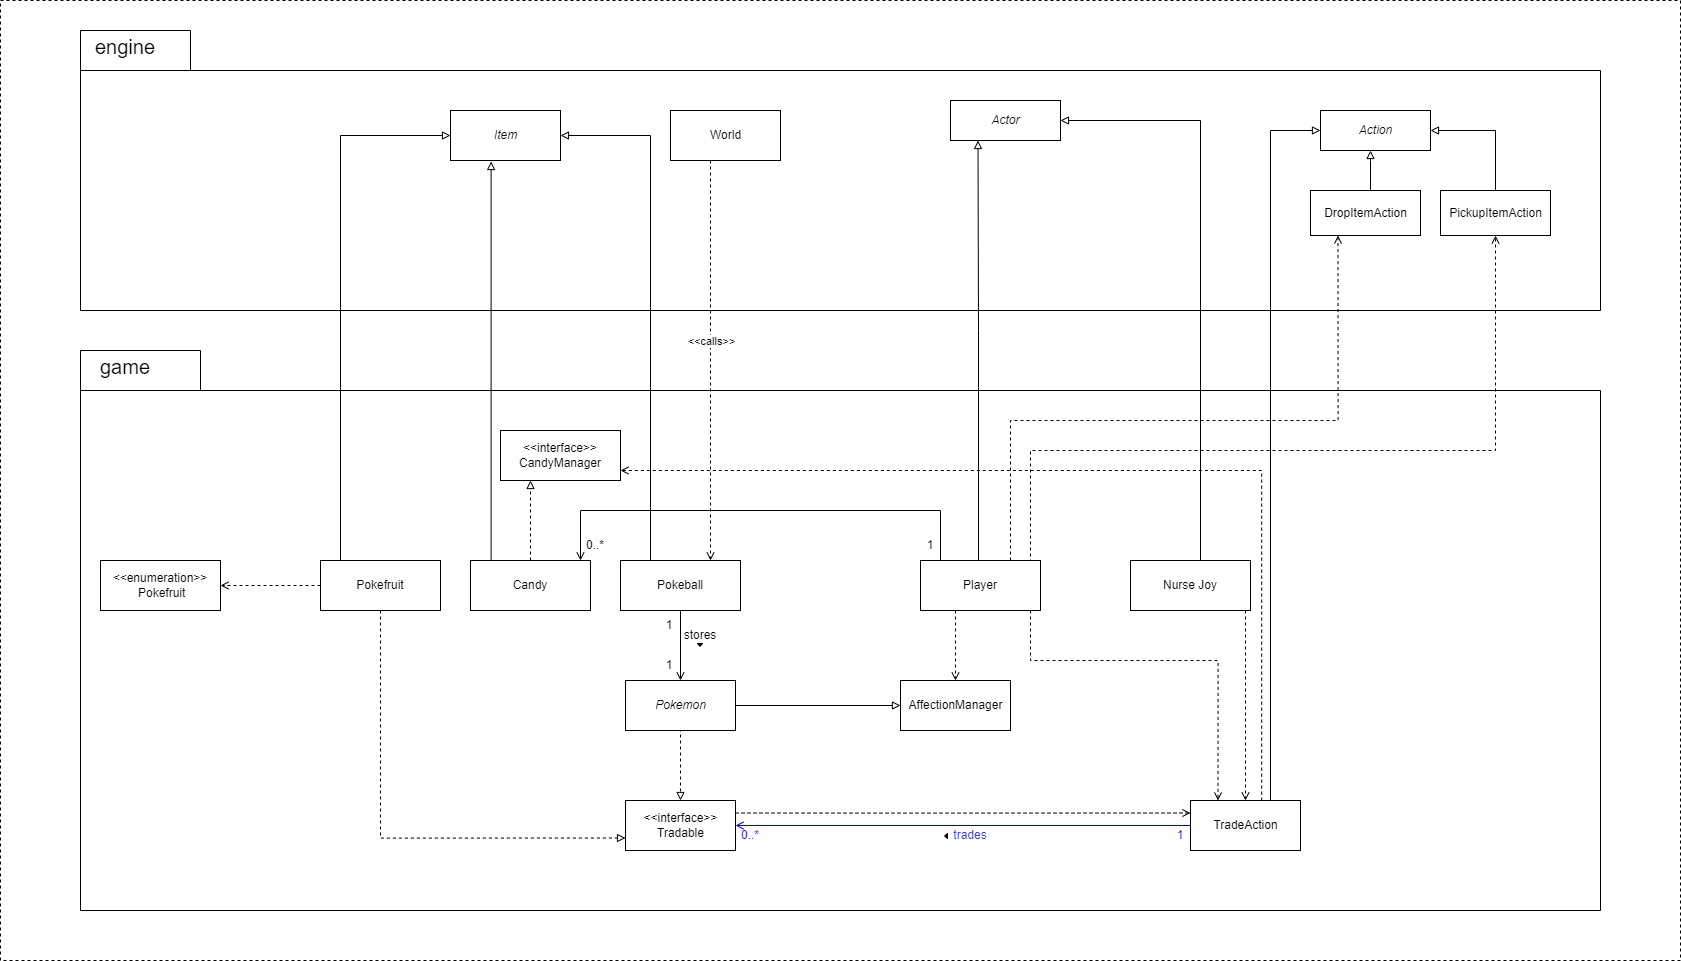 engine
Item
World
Actor
Action
DropItemAction
PickupItemAction
<<calls>>
game
<<interface>>
CandyManager
0..*
1
<<enumeration>>
Pokefruit
Pokefruit
Candy
Pokeball
Player
Nurse Joy
1
stores
1
Pokemon
AffectionManager
<<interface>>
Tradable
0..*
trades
1
TradeAction